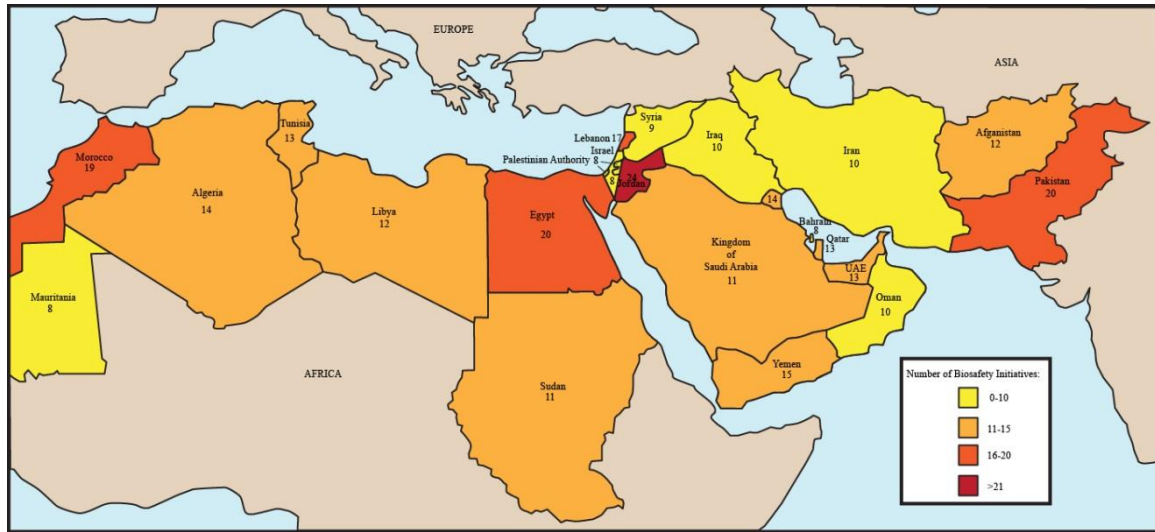 EUROPE
ASIA
Tunisia
13
Morocco
19
Algeria
14
Libya
12
Egypt
20
Mauritania
8
AFRICA
Sudan
11
Syria
9
Lebanon 17
Israel
8
Palestinian Authority
8
24
Jordan
Iraq
10
Iran
10
Afganistan
12
Pakistan
20
14
Bahrain
8
Qatar
13
Kingdom
of
Saudi Arabia
11
UAE
13
Oman
10
Yemen
15
Number of Biosafety Initiatives:
0-10
11-15
16-20
>21